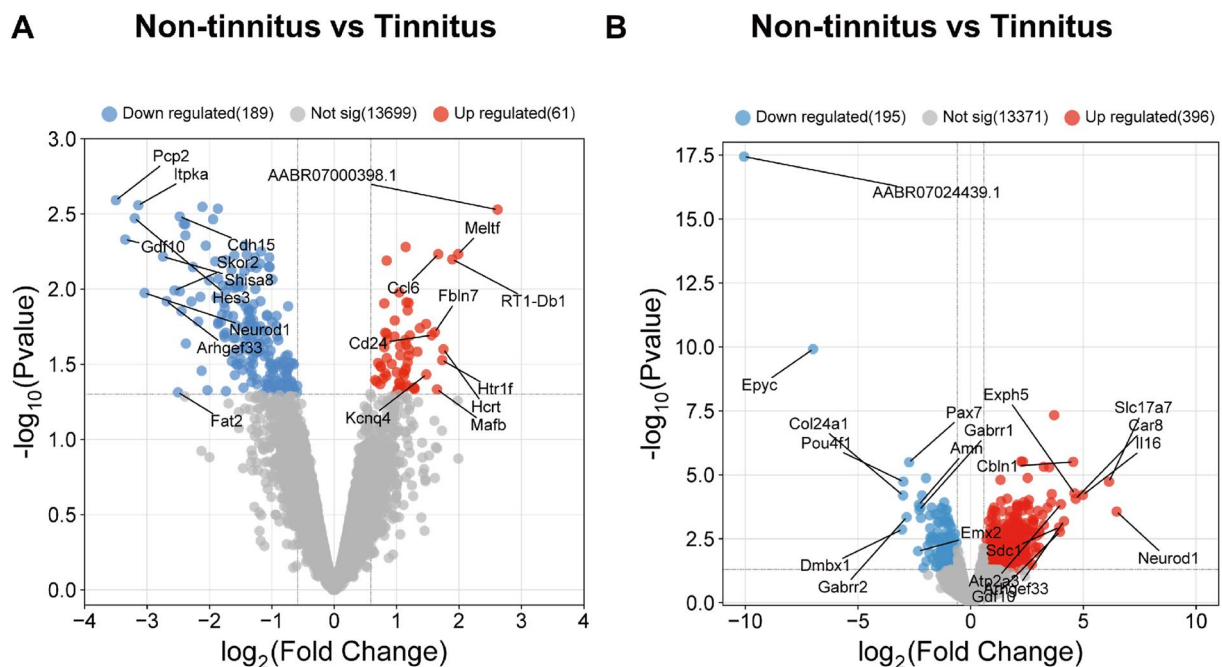 A
Non-tinnitus vs Tinnitus
Down regulated(189) Not sig(13699) Up regulated(61)
3.0
2.5
2.0
1.5
1.0
0.5
0.0
-log10(Pvalue)
Pcp2
Itpka
AABR07000398.1
Meltf
Gdf10
Cdh15
Skor2
Shisa8
Hes3
Ccl6
RT1-Db1
Fbln7
Neurod1
Arhgef33
Cd24
Htr1f
Hcrt
Fat2
Kcnq4
Mafb
−4 −3 −2 −1 0 1 2 3 4
log2(Fold Change)
B
Non-tinnitus vs Tinnitus
Down regulated(195) Not sig(13371) Up regulated(396)
17.5
15.0
12.5
10.0
7.5
5.0
2.5
0.0
-log10(Pvalue)
AABR07024439.1
Epyc
Exph5
Slc17a7
Col24a1
Pax7
Car8
Pou4f1
Gabrr1
Il16
Amn
Cbln1
Emx2
Sdc1
Dmbx1
Neurod1
Gabrr2
Atp2a3
Arhgef33
Gdf10
−10 −5 0 5 10
log2(Fold Change)